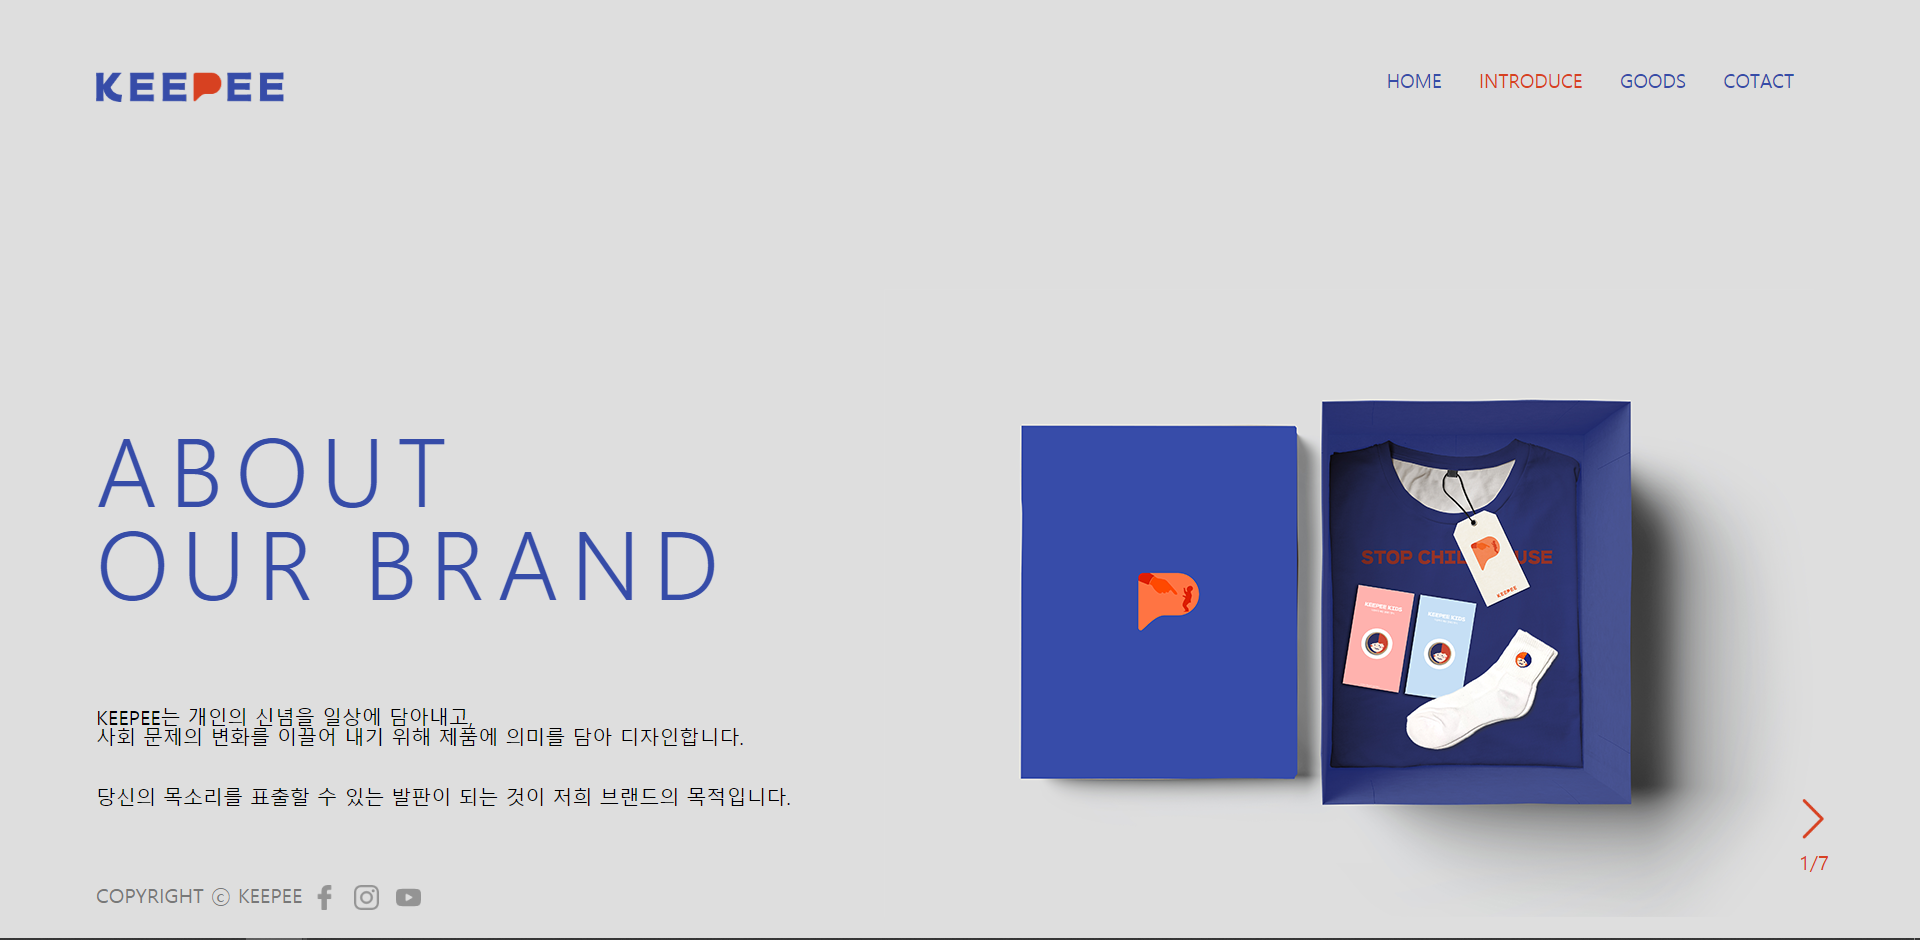 KEEPEE
HOME INTRODUCE GOODS COTACT
ABOUT
OUR BRAND
STOP CHIL USE
KEEPEE
KEEPEE KIDS
KEEPEE KIDS
KEEPEE는 개인의 신념을 일상에 담아내고,
사회 문제의 변화를 이끌어 내기 위해 제품에 의미를 담아 디자인합니다.
당신의 목소리를 표출할 수 있는 발판이 되는 것이 저희 브랜드의 목적입니다.
1/7
COPYRIGHT ⓒ KEEPEE